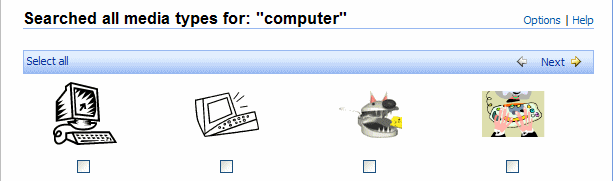 Searched all media types for: "computer"
Options | Help
Select all
Next